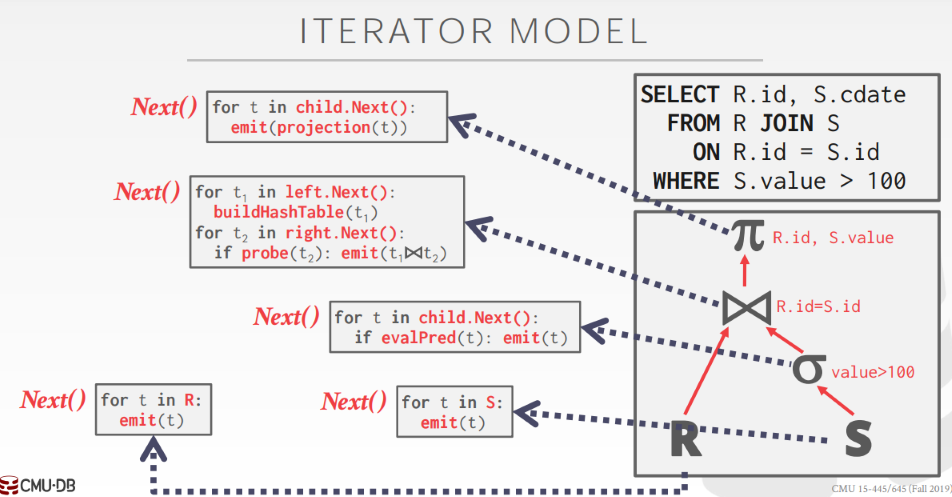 ITERATOR MODEL
Next()
for t in child.Next():
emit(projection(t))
Next()
for t₁ in left.Next():
buildHashTable(t₁)
for t₂ in right.Next():
if probe(t₂): emit(t₁⨝t₂)
Next()
for t in child.Next():
if evalPred(t): emit(t)
Next()
for t in R:
emit(t)
Next()
for t in S:
emit(t)
SELECT R.id, S.cdate
FROM R JOIN S
ON R.id = S.id
WHERE S.value > 100
π R.id, S.value
⨝ R.id=S.id
σ value>100
R S
CMU·DB
CMU 15-445/645 (Fall 2019)